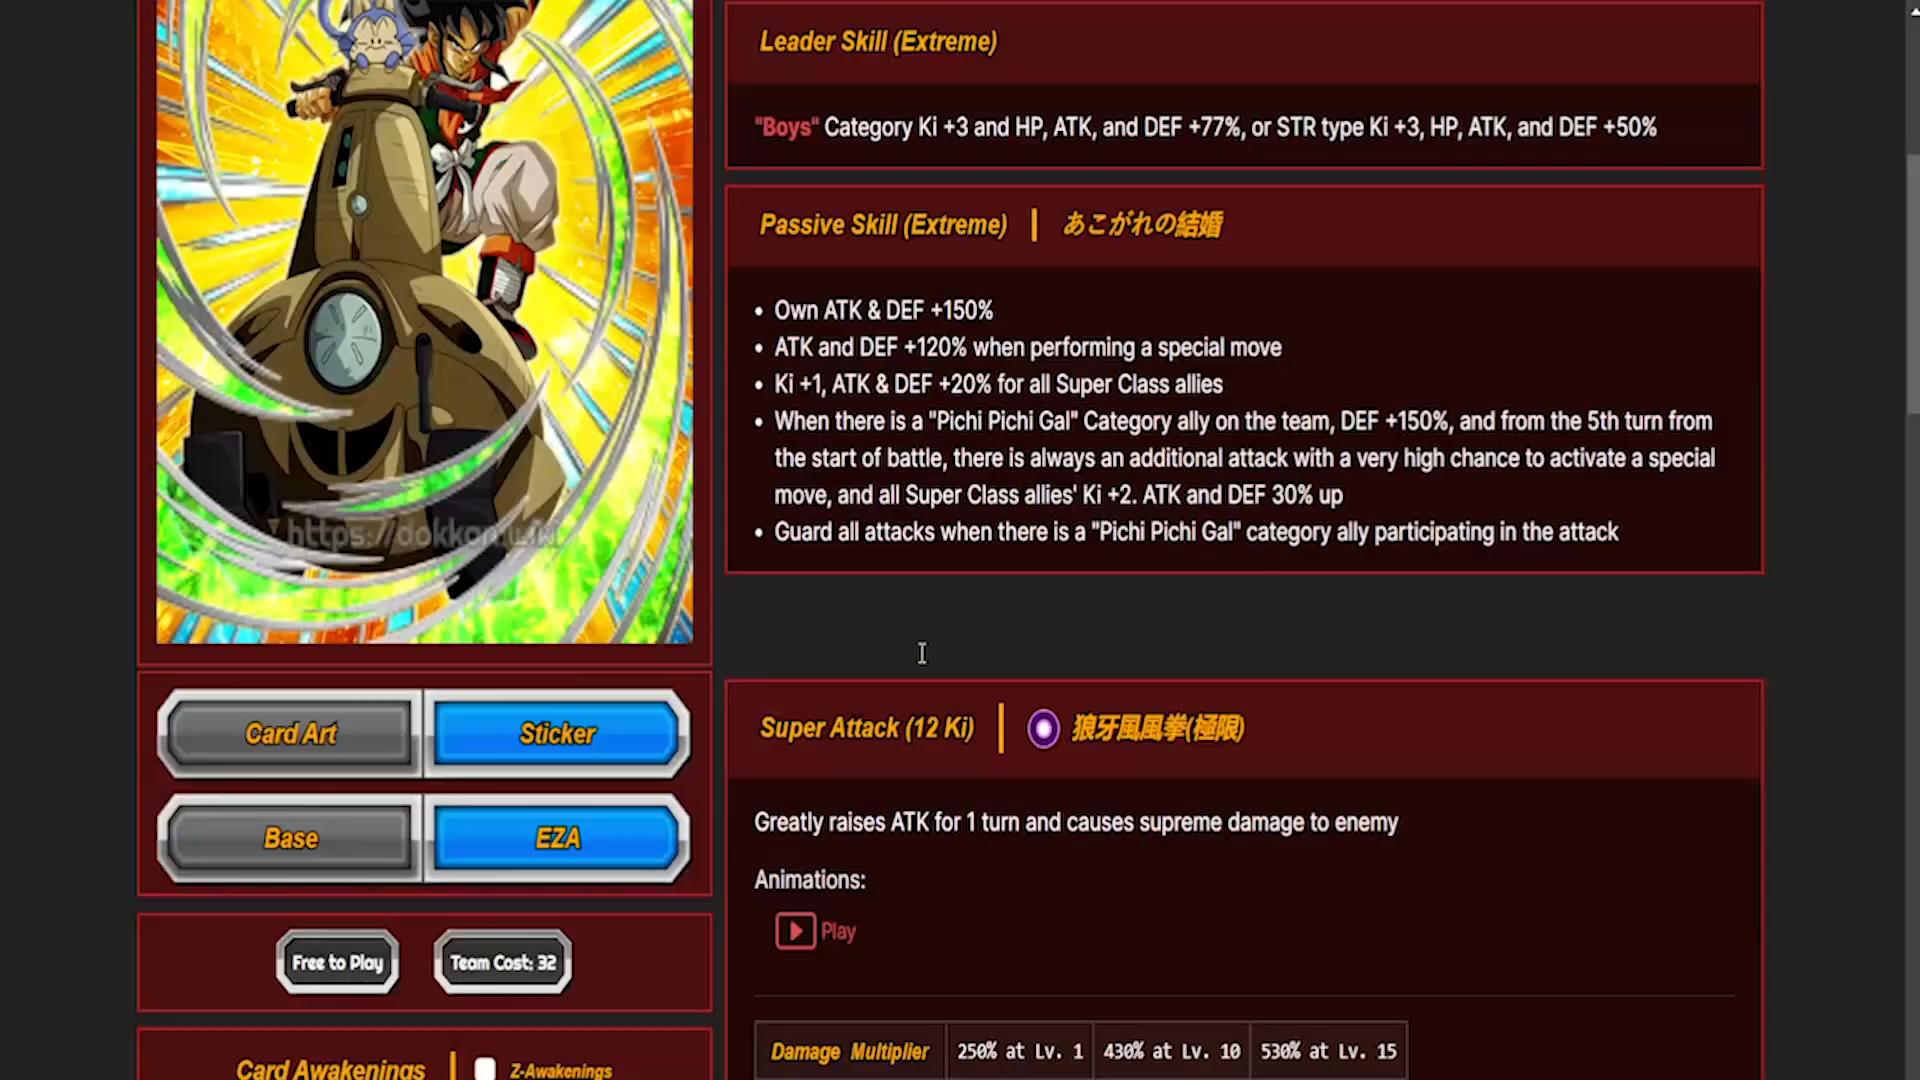 Leader Skill (Extreme)
"Boys" Category Ki +3 and HP, ATK, and DEF +77%, or STR type Ki +3, HP, ATK, and DEF +50%
Passive Skill (Extreme) | あこがれの結婚
• Own ATK & DEF +150%
• ATK and DEF +120% when performing a special move
• Ki +1, ATK & DEF +20% for all Super Class allies
• When there is a "Pichi Pichi Gal" Category ally on the team, DEF +150%, and from the 5th turn from
the start of battle, there is always an additional attack with a very high chance to activate a special
move, and all Super Class allies' Ki +2. ATK and DEF 30% up
• Guard all attacks when there is a "Pichi Pichi Gal" category ally participating in the attack
https://dokkan.wiki
Card Art
Sticker
Base
EZA
Free to Play
Team Cost: 32
Card Awakenings
Z-Awakenings
Super Attack (12 Ki) | 狼牙風風拳(極限)
Greatly raises ATK for 1 turn and causes supreme damage to enemy
Animations:
Play
Damage Multiplier 250% at Lv. 1 430% at Lv. 10 530% at Lv. 15